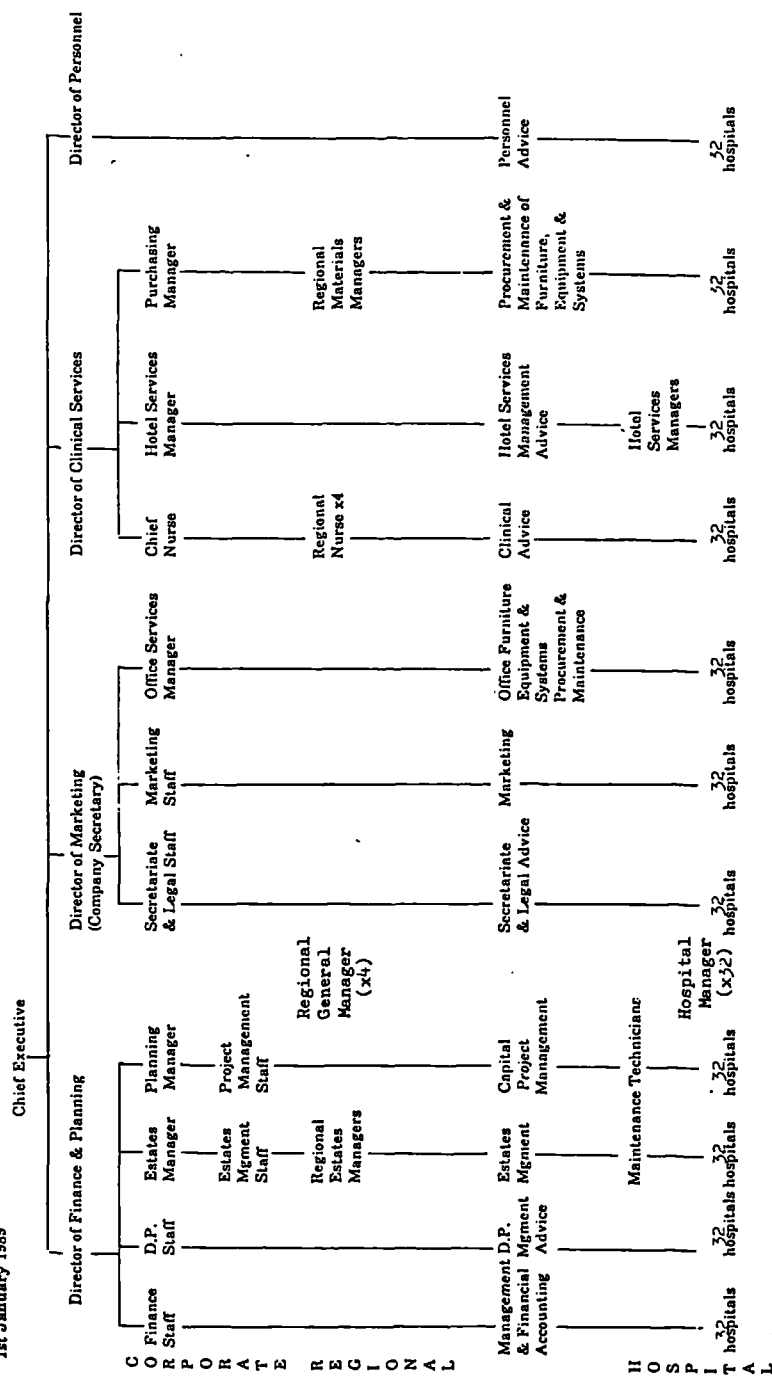 1st January 1989
Chief Executive
Director of Finance & Planning
Director of Marketing
(Company Secretary)
Director of Clinical Services
Director of Personnel
CORPORATE
Finance
Staff
D.P.
Staff
Estates
Manager
Planning
Manager
Secretariate
& Legal Staff
Marketing
Staff
Office Services
Manager
Chief
Nurse
Hotel Services
Manager
Purchasing
Manager
Estates
Mgment
Staff
Project
Management
Staff
REGIONAL
Regional
Estates
Managers
Regional
General
Manager
(x4)
Regional
Nurse x4
Regional
Materials
Managers
Management
& Financial
Accounting
D.P.
Mgment
Advice
Estates
Mgment
Capital
Project
Management
Secretariate
& Legal Advice
Marketing
Office Furniture
Equipment &
Systems
Procurement &
Maintenance
Clinical
Advice
Hotel Services
Management
Advice
Procurement &
Maintenance of
Furniture,
Equipment &
Systems
Personnel
Advice
HOSPITAL
Maintenance Technicians
Hospital
Manager
(x32)
Hotel
Services
Managers
32
hospitals
32
hospitals
32
hospitals
32
hospitals
32
hospitals
32
hospitals
32
hospitals
32
hospitals
32
hospitals
32
hospitals
32
hospitals